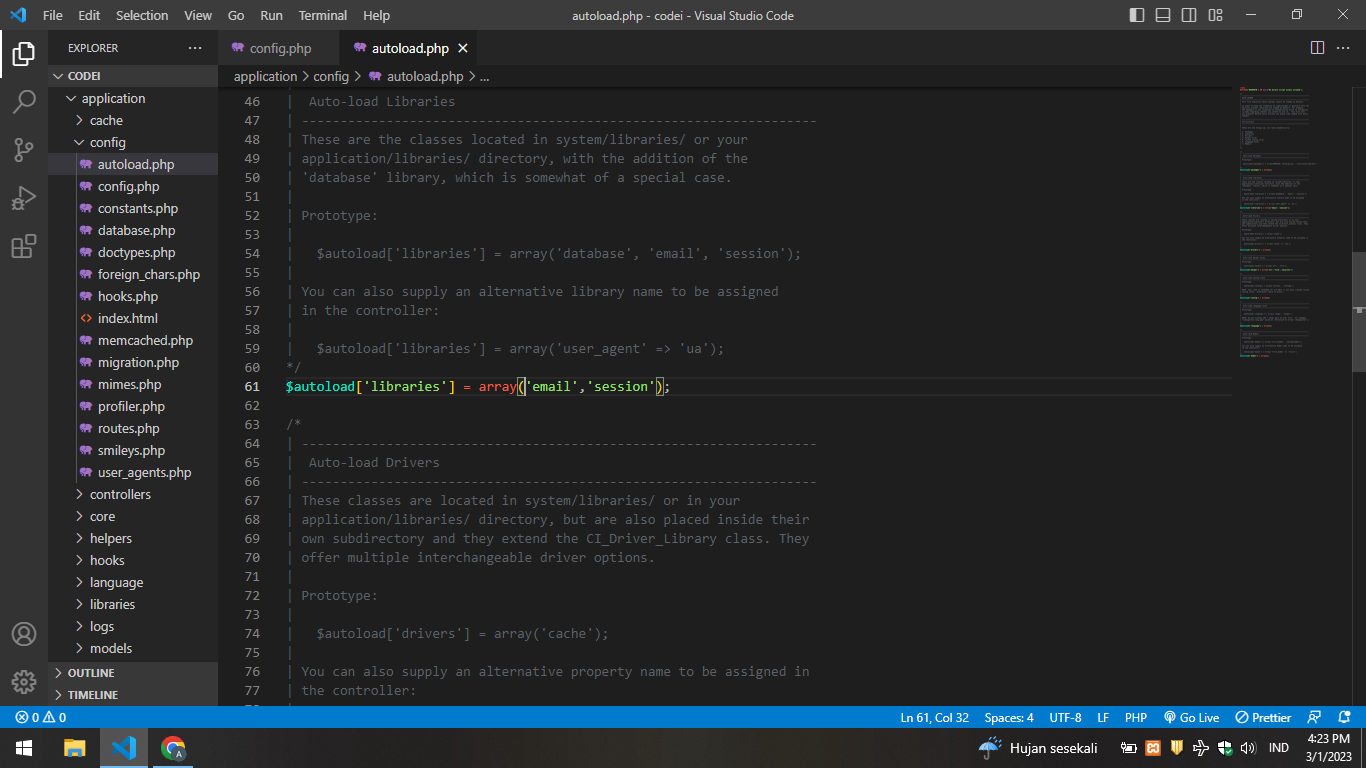 File Edit Selection View Go Run Terminal Help
autoload.php - codei - Visual Studio Code
EXPLORER
CODEI
application
cache
config
autoload.php
config.php
constants.php
database.php
doctypes.php
foreign_chars.php
hooks.php
index.html
memcached.php
migration.php
mimes.php
profiler.php
routes.php
smileys.php
user_agents.php
controllers
core
helpers
hooks
language
libraries
logs
models
OUTLINE
TIMELINE
config.php autoload.php
application > config > autoload.php > ...
46 | Auto-load Libraries
47 | -------------------------------------------------------------------
48 | These are the classes located in system/libraries/ or your
49 | application/libraries/ directory, with the addition of the
50 | 'database' library, which is somewhat of a special case.
51 |
52 | Prototype:
53 |
54 | $autoload['libraries'] = array('database', 'email', 'session');
55 |
56 | You can also supply an alternative library name to be assigned
57 | in the controller:
58 |
59 | $autoload['libraries'] = array('user_agent' => 'ua');
60 */
61 $autoload['libraries'] = array('email','session');
62
63 /*
64 | -------------------------------------------------------------------
65 | Auto-load Drivers
66 | -------------------------------------------------------------------
67 | These classes are located in system/libraries/ or in your
68 | application/libraries/ directory, but are also placed inside their
69 | own subdirectory and they extend the CI_Driver_Library class. They
70 | offer multiple interchangeable driver options.
71 |
72 | Prototype:
73 |
74 | $autoload['drivers'] = array('cache');
75 |
76 | You can also supply an alternative property name to be assigned in
77 | the controller:
0 0
Ln 61, Col 32 Spaces: 4 UTF-8 LF PHP Go Live Prettier
A
Hujan sesekali
IND
4:23 PM
3/1/2023